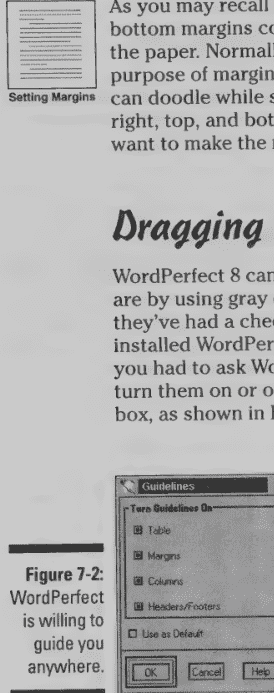 As you may recall
bottom margins co
the paper. Normall
purpose of margin
can doodle while s
right, top, and bot
want to make the r
Setting Margins
Dragging
WordPerfect 8 can
are by using gray
they've had a chec
installed WordPer
you had to ask Wo
turn them on or o
box, as shown in
Guidelines
Turn Guidelines On
Table
Margins
Columns
Headers/Footers
Use as Default
OK Cancel Help
Figure 7-2:
WordPerfect
is willing to
guide you
anywhere.